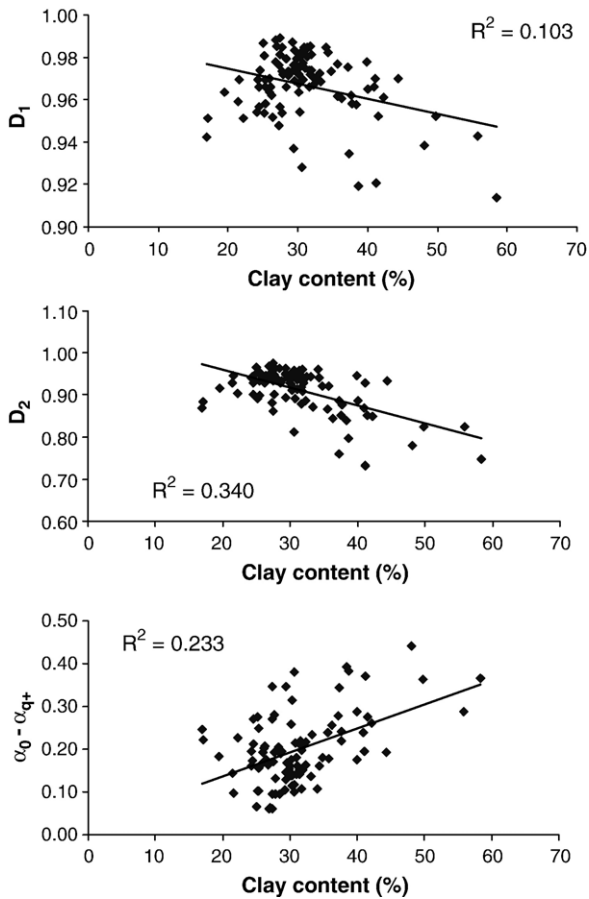 R² = 0.103
D₁
1.00
0.98
0.96
0.94
0.92
0.90
0 10 20 30 40 50 60 70
Clay content (%)
D₂
1.10
1.00
0.90
0.80
0.70
0.60
R² = 0.340
0 10 20 30 40 50 60 70
Clay content (%)
α₀ - α_q+
0.50
0.40
0.30
0.20
0.10
0.00
R² = 0.233
0 10 20 30 40 50 60 70
Clay content (%)